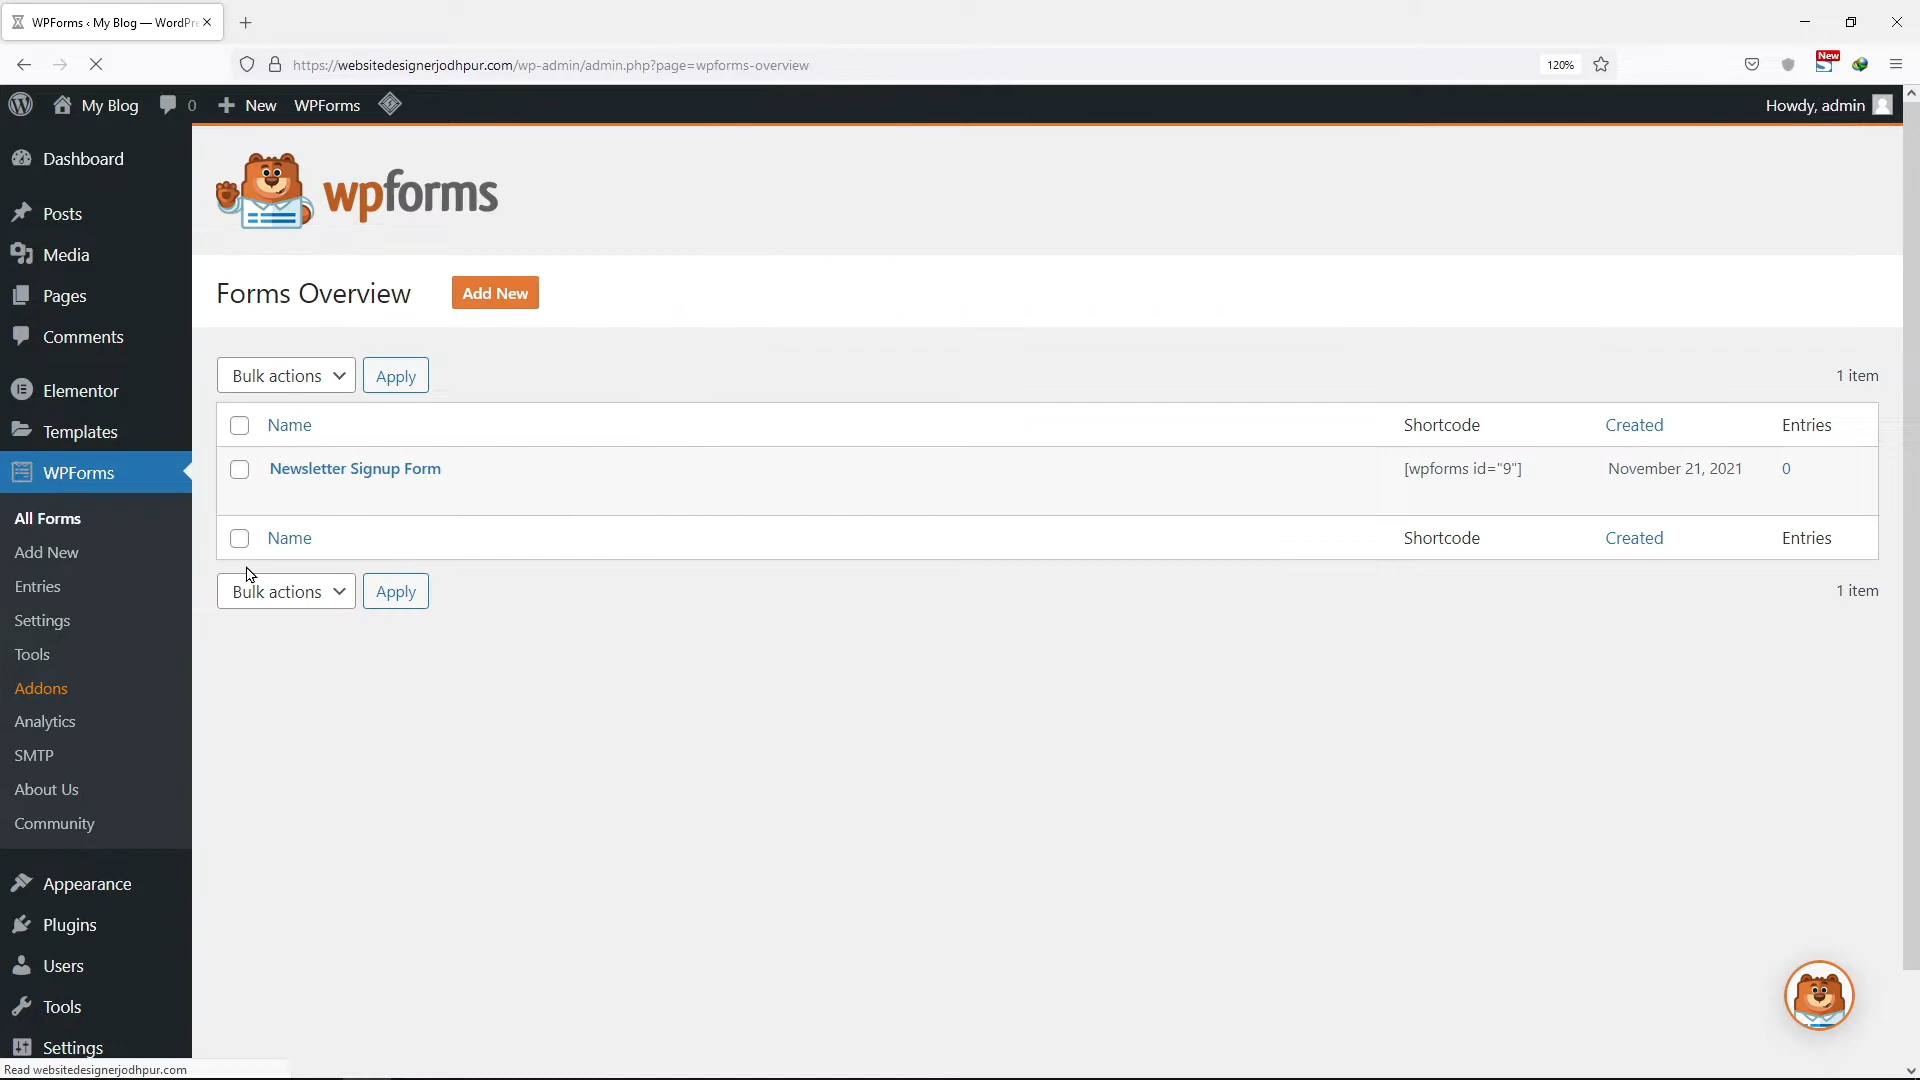 WPForms ‹ My Blog — WordPr
https://websitedesignerjodhpur.com/wp-admin/admin.php?page=wpforms-overview
120%
New
My Blog
0
New
WPForms
Howdy, admin
Dashboard
Posts
Media
Pages
Comments
Elementor
Templates
WPForms
All Forms
Add New
Entries
Settings
Tools
Addons
Analytics
SMTP
About Us
Community
Appearance
Plugins
Users
Tools
Settings
wpforms
Forms Overview
Add New
Bulk actions
Apply
1 item
Name Shortcode Created Entries
Newsletter Signup Form [wpforms id="9"] November 21, 2021 0
Name Shortcode Created Entries
Bulk actions
Apply
1 item
Read websitedesignerjodhpur.com